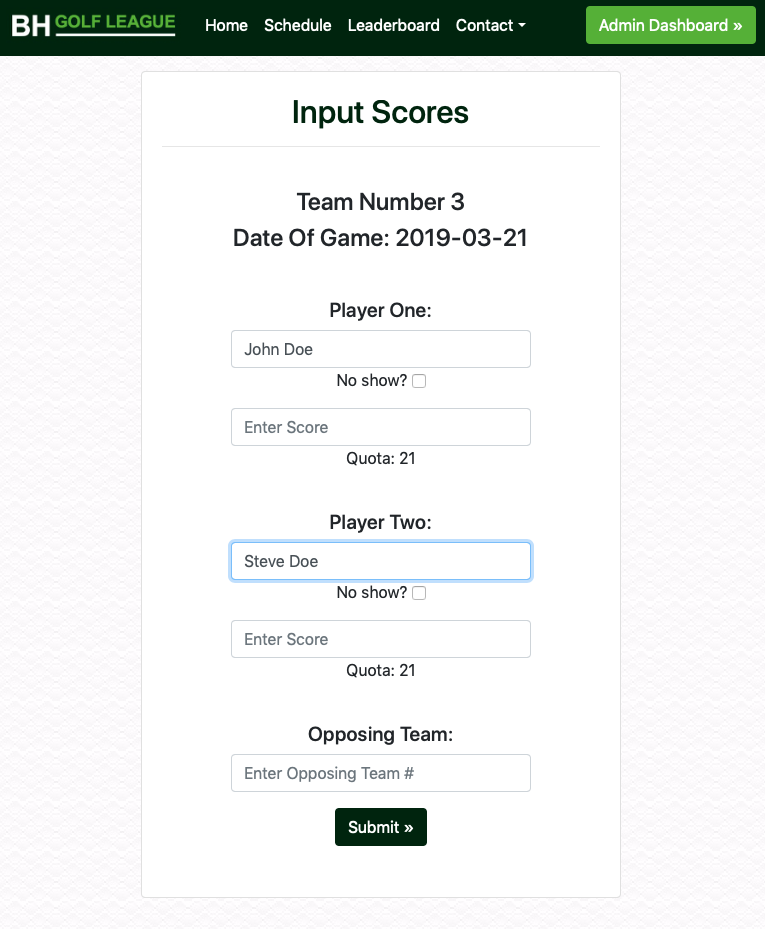 BH GOLF LEAGUE Home Schedule Leaderboard Contact Admin Dashboard »
Input Scores
Team Number 3
Date Of Game: 2019-03-21
Player One:
John Doe
No show?
Enter Score
Quota: 21
Player Two:
Steve Doe
No show?
Enter Score
Quota: 21
Opposing Team:
Enter Opposing Team #
Submit »